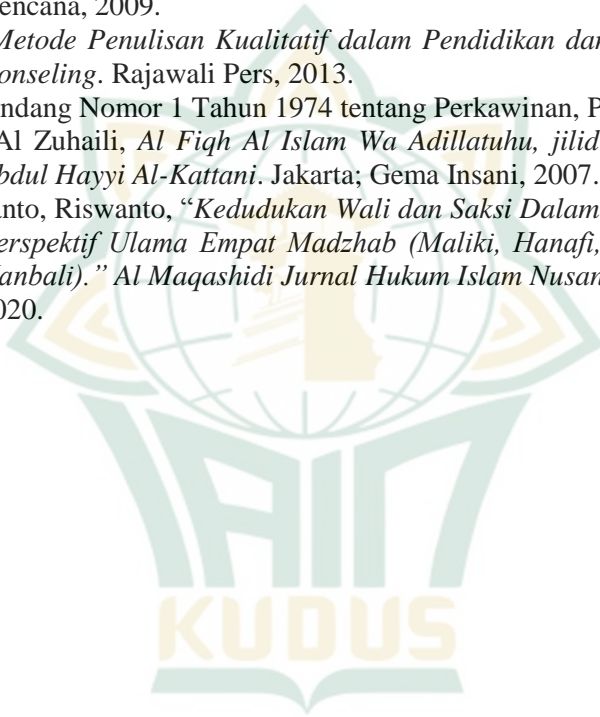 encana, 2009.
Metode Penulisan Kualitatif dalam Pendidikan dan
onseling. Rajawali Pers, 2013.
ndang Nomor 1 Tahun 1974 tentang Perkawinan, P
Al Zuhaili, Al Fiqh Al Islam Wa Adillatuhu, jilid
bdul Hayyi Al-Kattani. Jakarta; Gema Insani, 2007.
anto, Riswanto, “Kedudukan Wali dan Saksi Dalam
erspektif Ulama Empat Madzhab (Maliki, Hanafi,
anbali).” Al Maqashidi Jurnal Hukum Islam Nusan
020.
IAIN
KUDUS